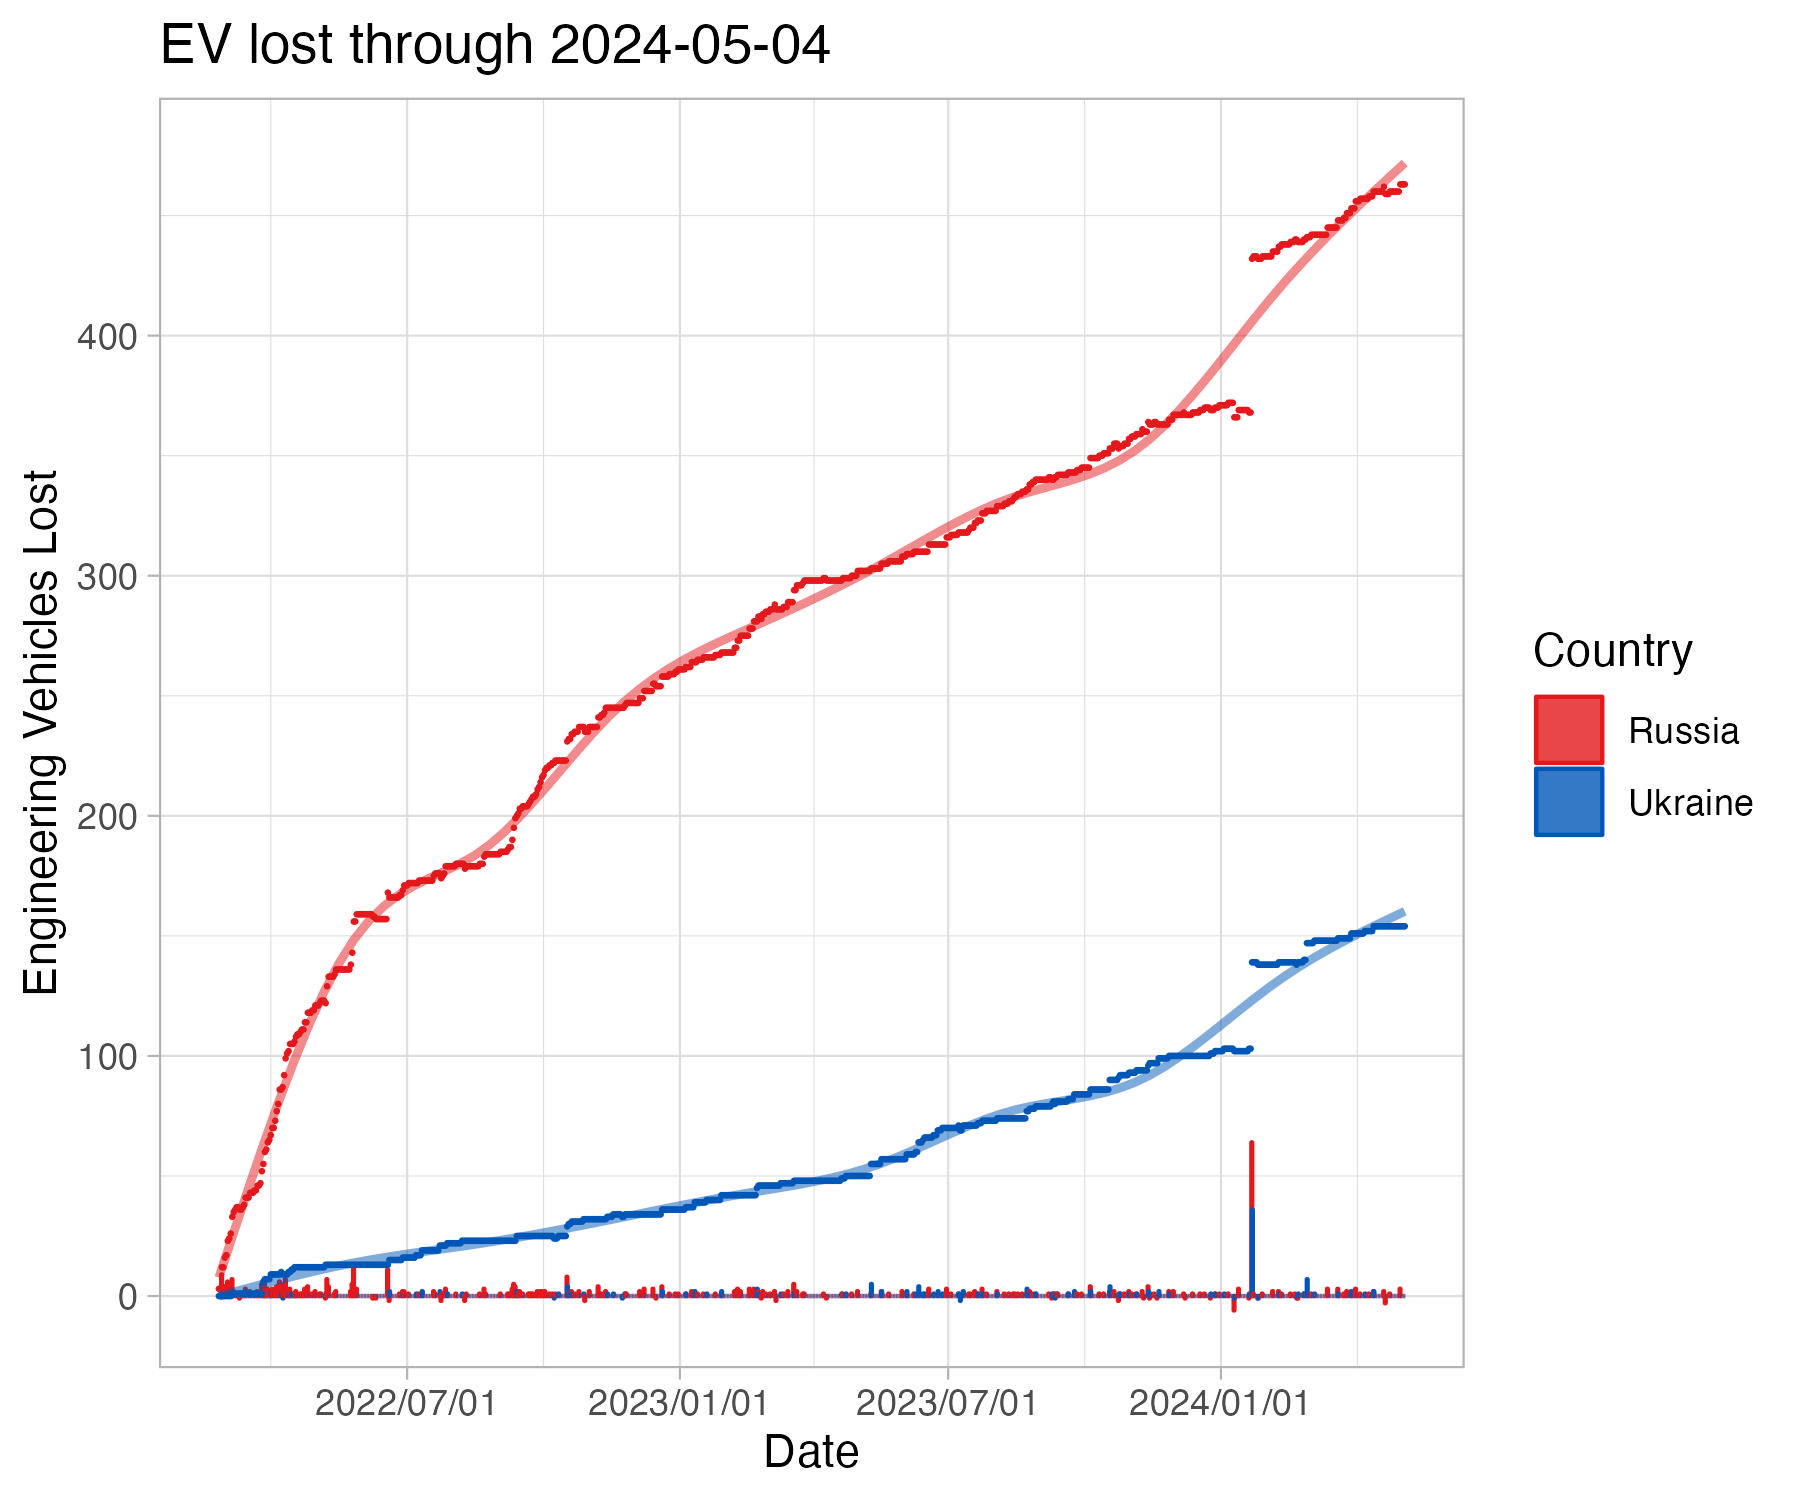 EV lost through 2024-05-04
Engineering Vehicles Lost
400
300
200
100
0
2022/07/01
2023/01/01
2023/07/01
2024/01/01
Date
Country
Russia
Ukraine